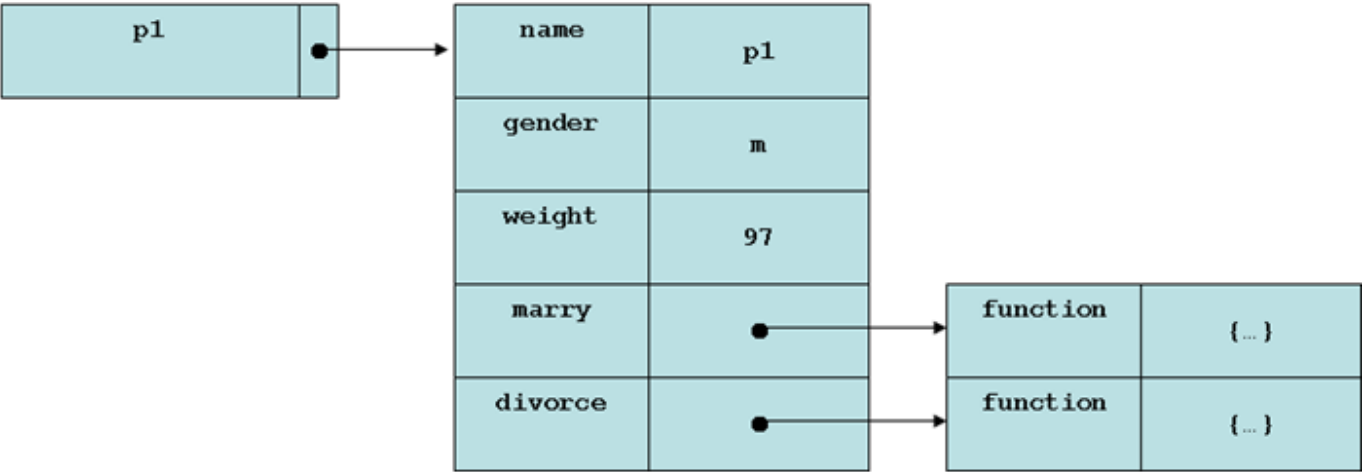 p1
name
p1
gender
m
weight
97
marry
function
{…}
divorce
function
{…}